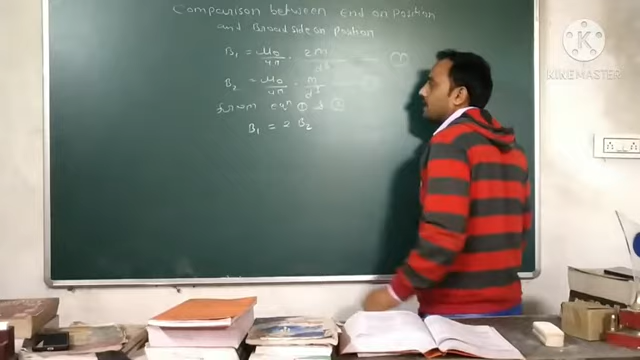 Comparison between End on Position
and Broad side on Position
B₁ = μ₀/4π · 2m/d³ ——— ①
B₂ = μ₀/4π · m/d³ ——— ②
from eqⁿ ① & ②
B₁ = 2 B₂
KINEMASTER